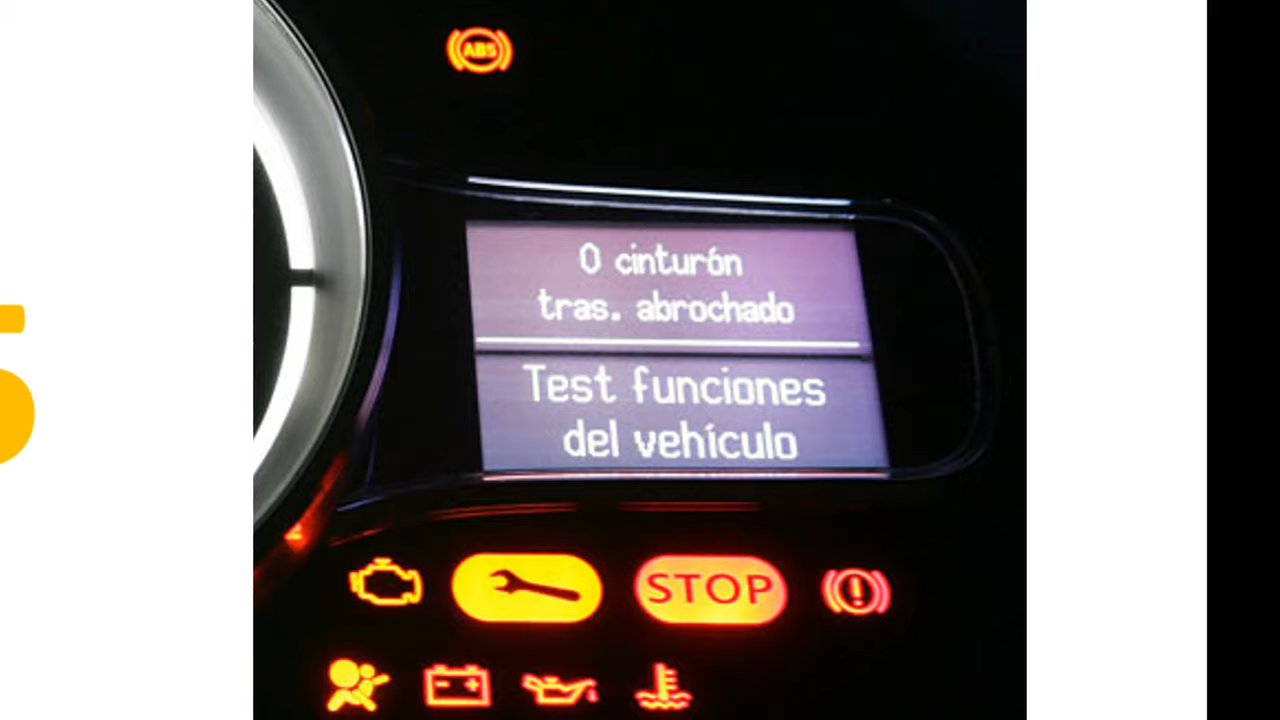 ABS
0 cinturón
tras. abrochado
Test funciones
del vehículo
STOP